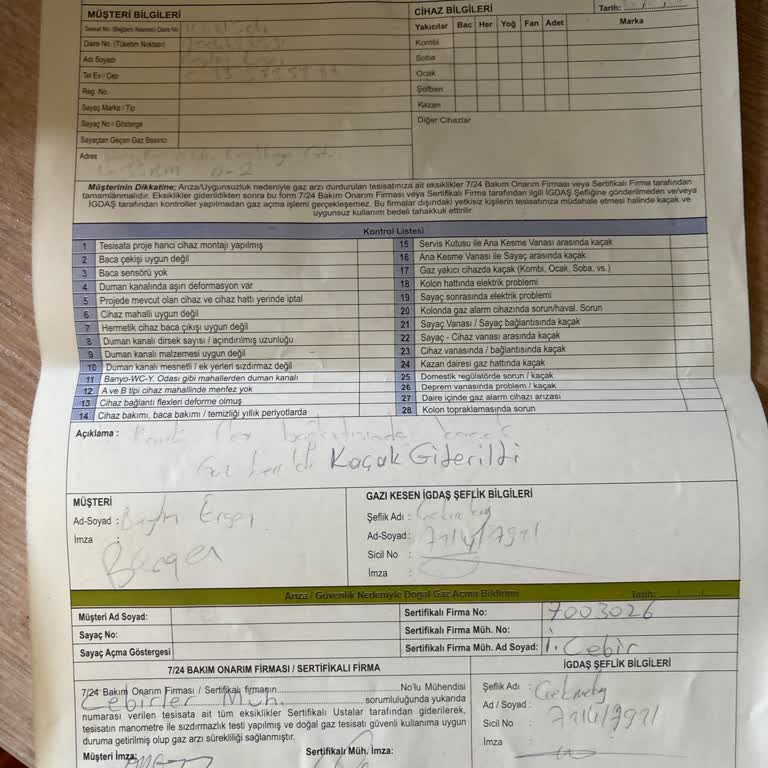 Tarih: / /
MÜŞTERİ BİLGİLERİ
Tesisat No: (Bağlantı Nesnesi) Daire No
Daire No. (Tüketim Noktası)
Adı Soyadı
Tel Ev / Cep
Reg. No.
Sayaç Marka / Tip
Sayaç No / Gösterge
Sayaçtan Geçen Gaz Basıncı
Adres
CİHAZ BİLGİLERİ
Yakıcılar Bac Her Yoğ Fan Adet Marka
Kombi
Soba
Ocak
Şofben
Kazan
Diğer Cihazlar
Müşterinin Dikkatine; Arıza/Uygunsuzluk nedeniyle gaz arzı durdurulan tesisatınıza ait eksiklikler 7/24 Bakım Onarım Firması veya Sertifikalı Firma tarafından
tamamlanmalıdır. Eksiklikler giderildikten sonra bu form 7/24 Bakım Onarım Firması veya Sertifikalı Firma tarafından ilgili İGDAŞ Şefliğine gönderilmeden ve/veya
İGDAŞ tarafından kontroller yapılmadan gaz açma işlemi gerçekleşemez. Bu firmalar dışındaki yetkisiz kişilerin tesisatınıza müdahale etmesi halinde kaçak ve
uygunsuz kullanım bedeli tahakkuk ettirilir.
Kontrol Listesi
1 Tesisata proje harici cihaz montajı yapılmış
2 Baca çekişi uygun değil
3 Baca sensörü yok
4 Duman kanalında aşırı deformasyon var
5 Projede mevcut olan cihaz ve cihaz hattı yerinde iptal
6 Cihaz mahalli uygun değil
7 Hermetik cihaz baca çıkışı uygun değil
8 Duman kanalı dirsek sayısı / açındırılmış uzunluğu
9 Duman kanalı malzemesi uygun değil
10 Duman kanalı mesnetli / ek yerleri sızdırmaz değil
11 Banyo-WC-Y. Odası gibi mahallerden duman kanalı
12 A ve B tipi cihaz mahallinde menfez yok
13 Cihaz bağlantı flexleri deforme olmuş
14 Cihaz bakımı, baca bakımı / temizliği yıllık periyotlarda
15 Servis Kutusu ile Ana Kesme Vanası arasında kaçak
16 Ana Kesme Vanası ile Sayaç arasında kaçak
17 Gaz yakıcı cihazda kaçak (Kombi, Ocak, Soba, vs.)
18 Kolon hattında elektrik problemi
19 Sayaç sonrasında elektrik problemi
20 Kolonda gaz alarm cihazında sorun/haval. Sorun
21 Sayaç Vanası / Sayaç bağlantısında kaçak
22 Sayaç - Cihaz vanası arasında kaçak
23 Cihaz vanasında / bağlantısında kaçak
24 Kazan dairesi gaz hattında kaçak
25 Domestik regülatörde sorun / kaçak
26 Deprem vanasında problem / kaçak
27 Daire içinde gaz alarm cihazı arızası
28 Kolon topraklamasında sorun
Açıklama :
Kaçak Giderildi
MÜŞTERİ
Ad-Soyad :
İmza :
GAZI KESEN İGDAŞ ŞEFLİK BİLGİLERİ
Şeflik Adı :
Ad-Soyad:
Sicil No :
İmza :
Arıza / Güvenlik Nedeniyle Doğal Gaz Açma Bildirimi Tarih: / /
Müşteri Ad Soyad:
Sayaç No:
Sayaç Açma Göstergesi
Sertifikalı Firma No: 7003026
Sertifikalı Firma Müh. No:
Sertifikalı Firma Müh. Ad Soyad: İ. Cebir
7/24 BAKIM ONARIM FİRMASI / SERTİFİKALI FİRMA
7/24 Bakım Onarım Firması / Sertifikalı firmanın No'lu Mühendisi
Cebirler Müh. sorumluluğunda yukarıda
numarası verilen tesisata ait tüm eksiklikler Sertifikalı Ustalar tarafından giderilerek,
tesisatın manometre ile sızdırmazlık testi yapılmış ve doğal gaz tesisatı güvenli kullanıma uygun
duruma getirilmiş olup gaz arzı sürekliliği sağlanmıştır.
Müşteri İmza: Sertifikalı Müh. İmza:
İGDAŞ ŞEFLİK BİLGİLERİ
Şeflik Adı :
Ad / Soyad :
Sicil No :
İmza :